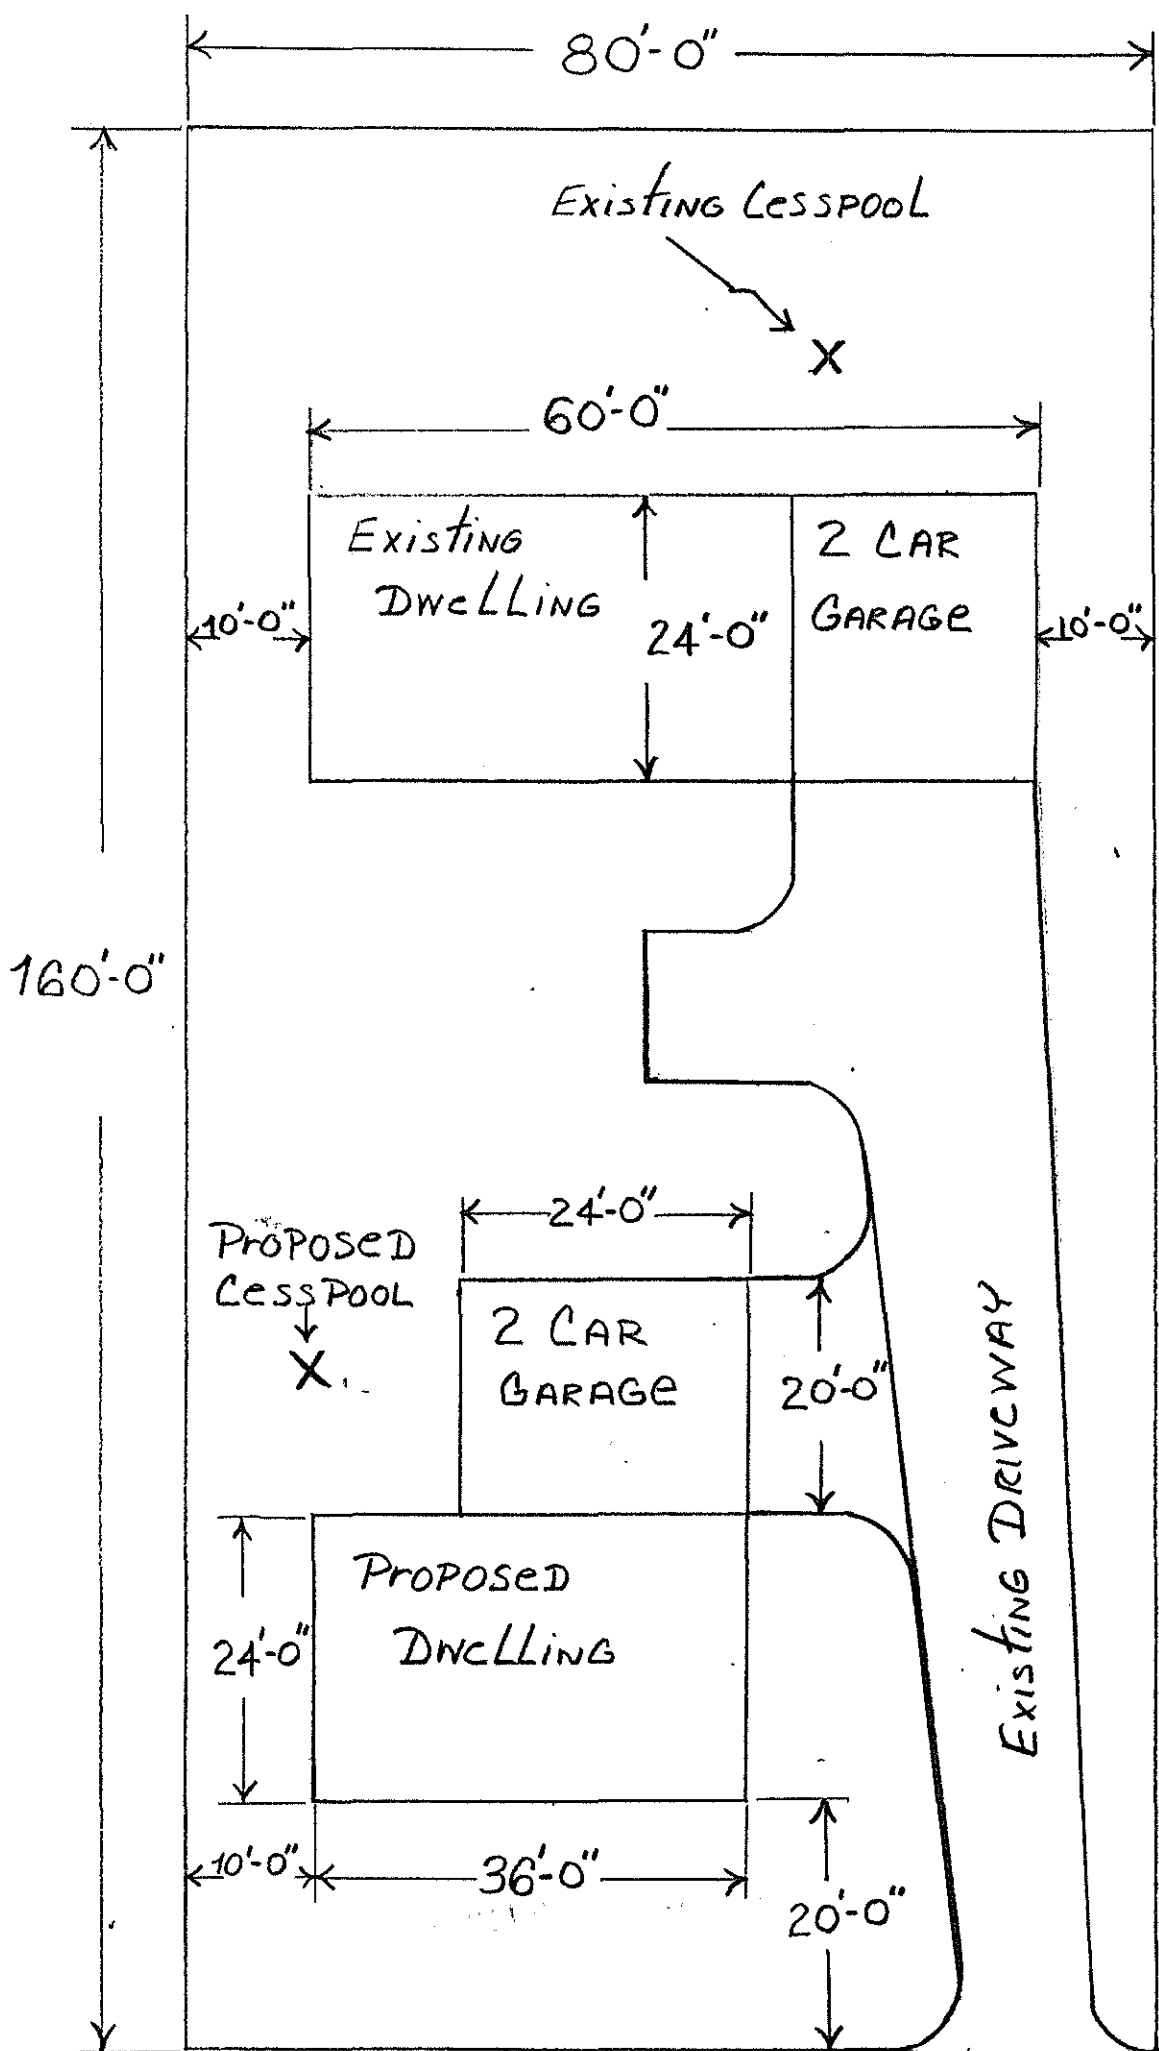 80'-0"
Existing Cesspool
X
60'-0"
Existing
Dwelling
2 Car
Garage
10'-0"
24'-0"
10'-0"
160'-0"
24'-0"
Proposed
Cesspool
X
2 Car
Garage
20'-0"
Existing Driveway
Proposed
Dwelling
24'-0"
10'-0"
36'-0"
20'-0"